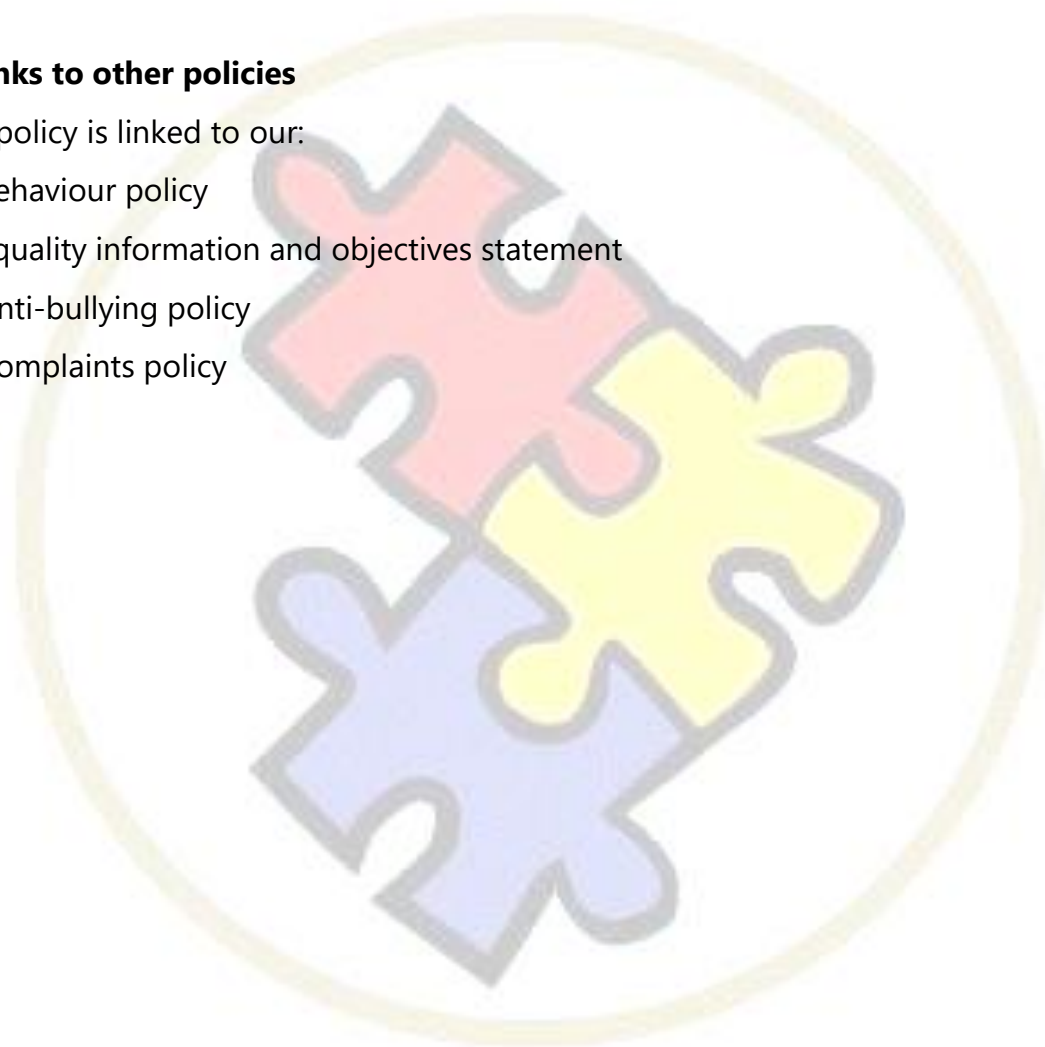 nks to other policies
policy is linked to our:
ehaviour policy
quality information and objectives statement
nti-bullying policy
omplaints policy